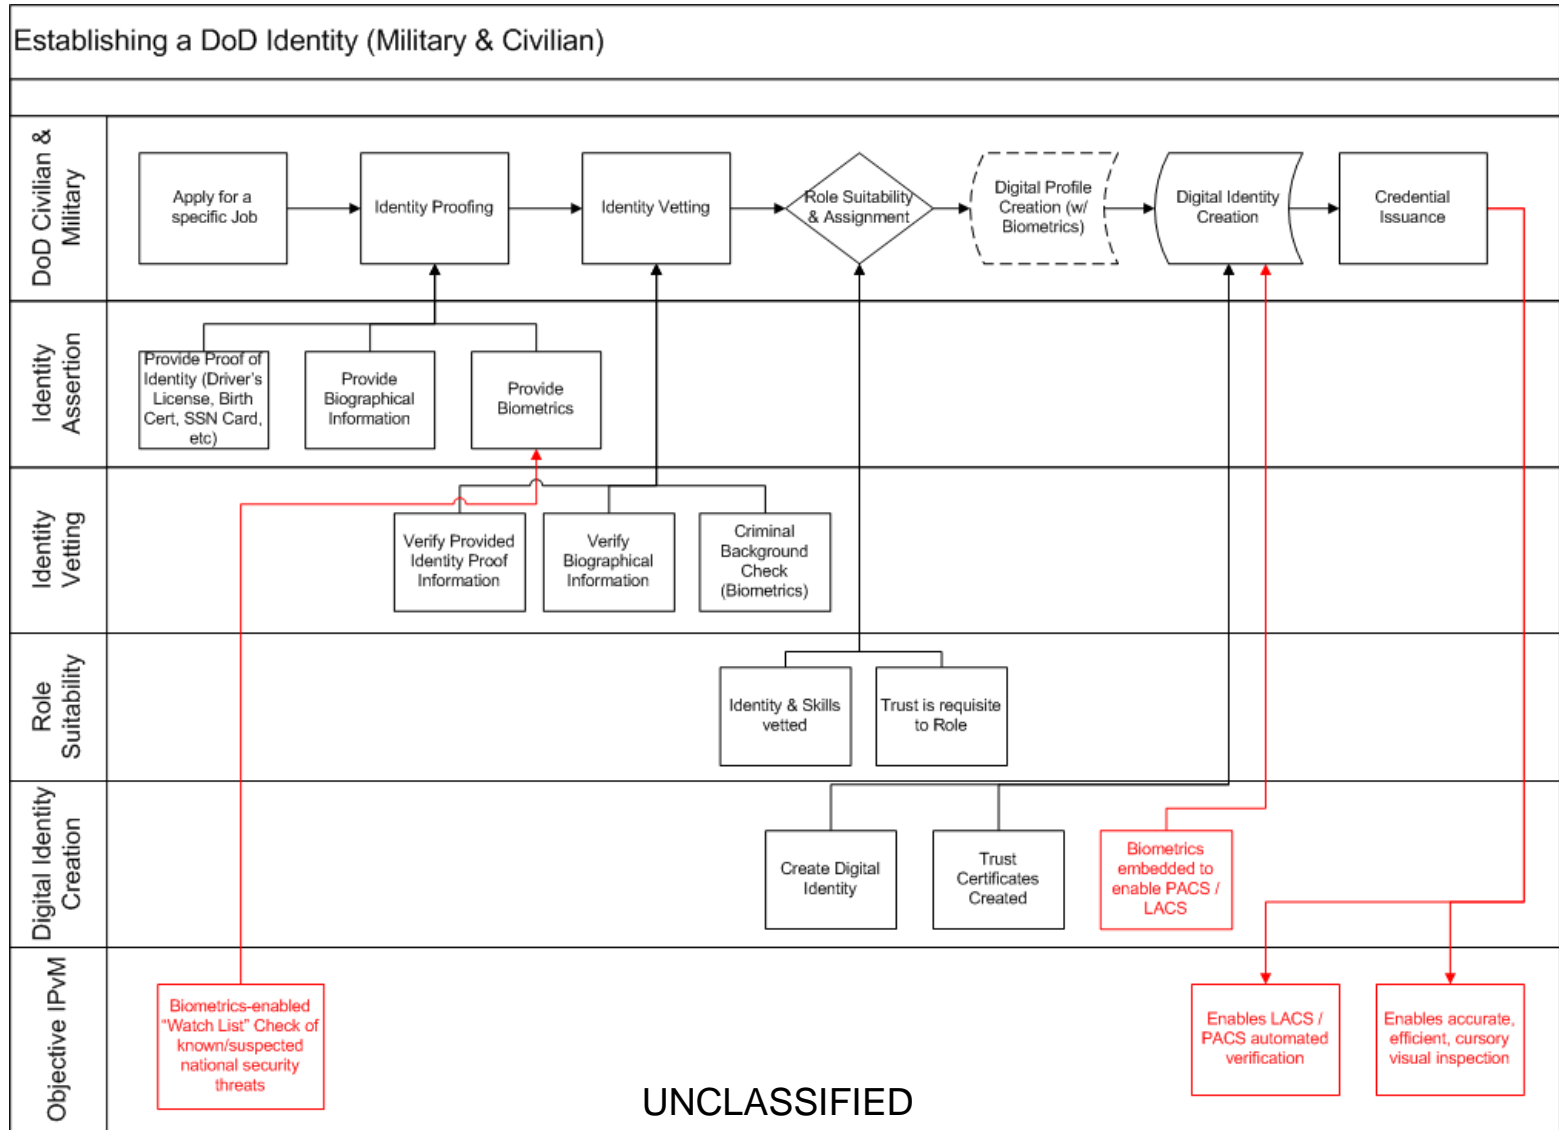 Establishing a DoD Identity (Military & Civilian)
DoD Civilian &
Military
Apply for a
specific Job
Identity Proofing
Identity Vetting
Role Suitability
& Assignment
Digital Profile
Creation (w/
Biometrics)
Digital Identity
Creation
Credential
Issuance
Identity
Assertion
Provide Proof of
Identity (Driver's
License, Birth
Cert, SSN Card,
etc)
Provide
Biographical
Information
Provide
Biometrics
Identity
Vetting
Verify Provided
Identity Proof
Information
Verify
Biographical
Information
Criminal
Background
Check
(Biometrics)
Role
Suitability
Identity & Skills
vetted
Trust is requisite
to Role
Digital Identity
Creation
Create Digital
Identity
Trust
Certificates
Created
Biometrics
embedded to
enable PACS /
LACS
Objective IPvM
Biometrics-enabled
“Watch List” Check of
known/suspected
national security
threats
Enables LACS /
PACS automated
verification
Enables accurate,
efficient, cursory
visual inspection
UNCLASSIFIED